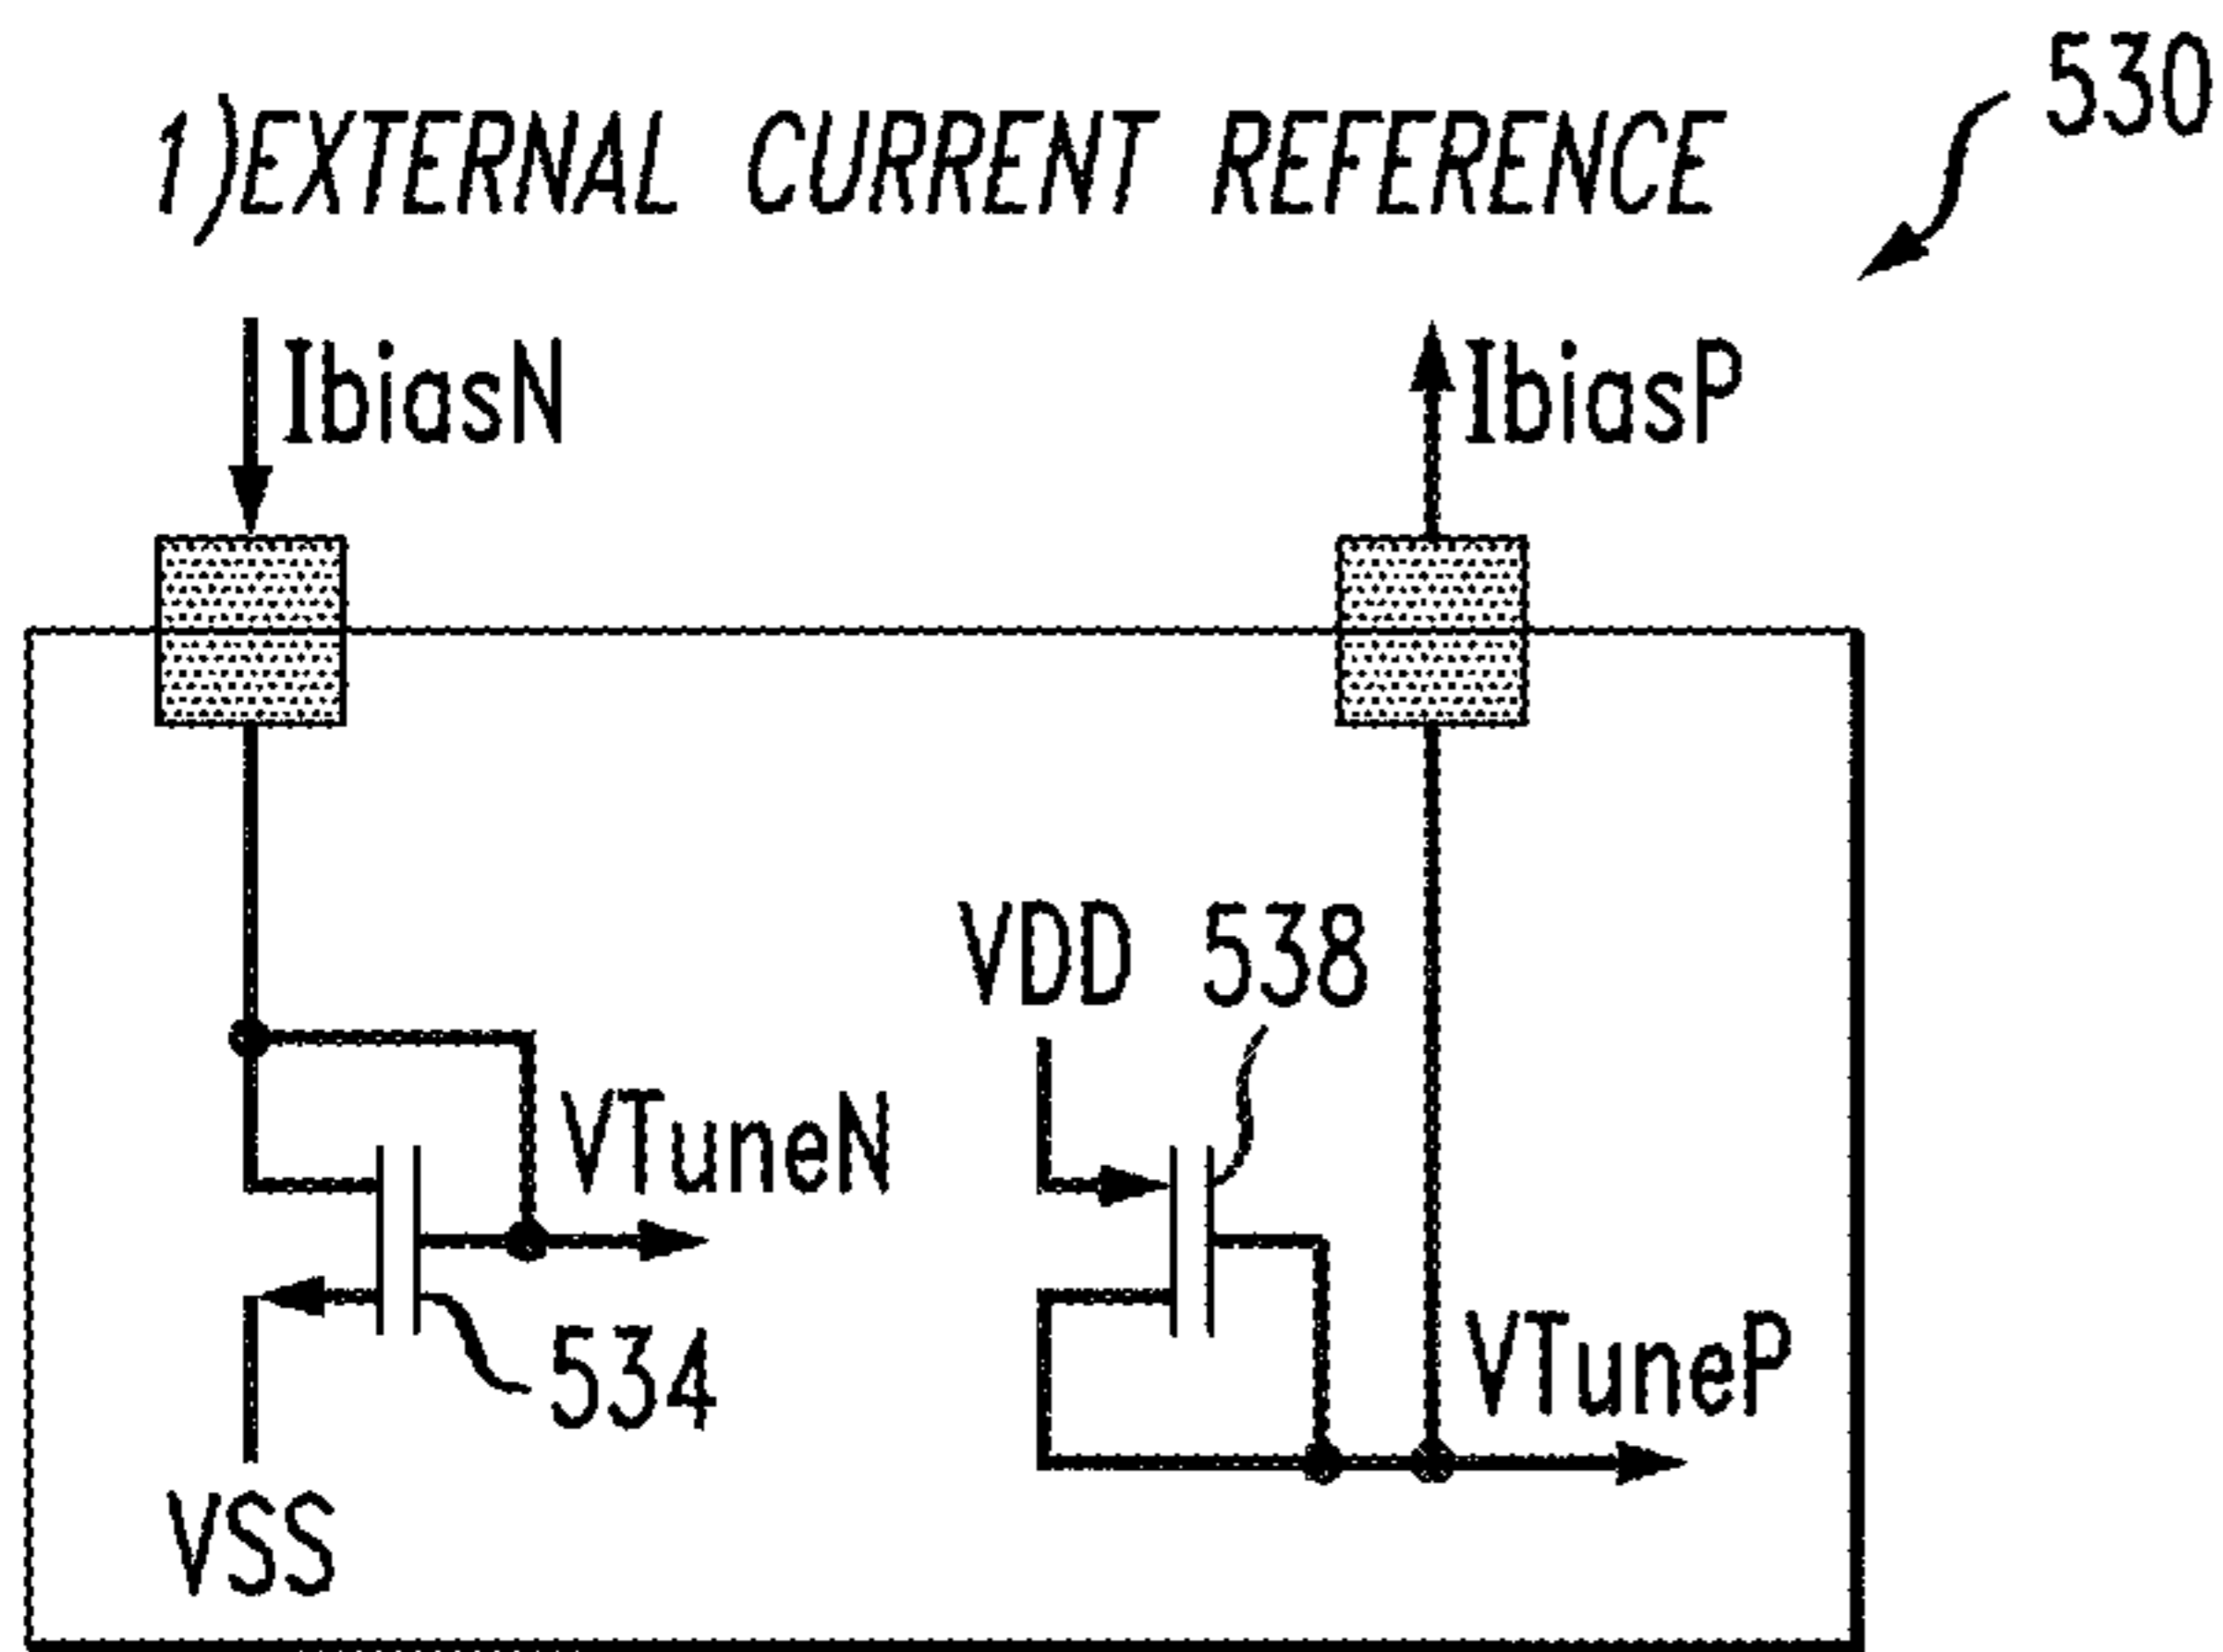 530
1)EXTERNAL CURRENT REFERENCE
IbiasN
IbiasP
VDD 538
VTuneN
534
VTuneP
VSS